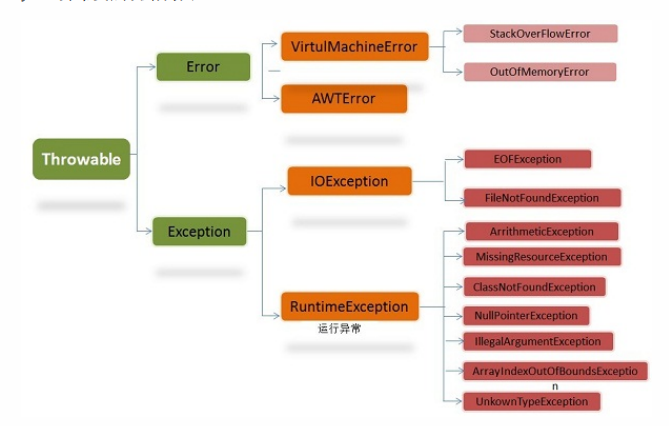 Throwable
Error
VirtulMachineError
StackOverFlowError
OutOfMemoryError
AWTError
Exception
IOException
EOFException
FileNotFoundException
RuntimeException
运行异常
ArrithmeticException
MissingResourceException
ClassNotFoundException
NullPointerException
IllegalArgumentException
ArrayIndexOutOfBoundsExceptio
n
UnkownTypeException